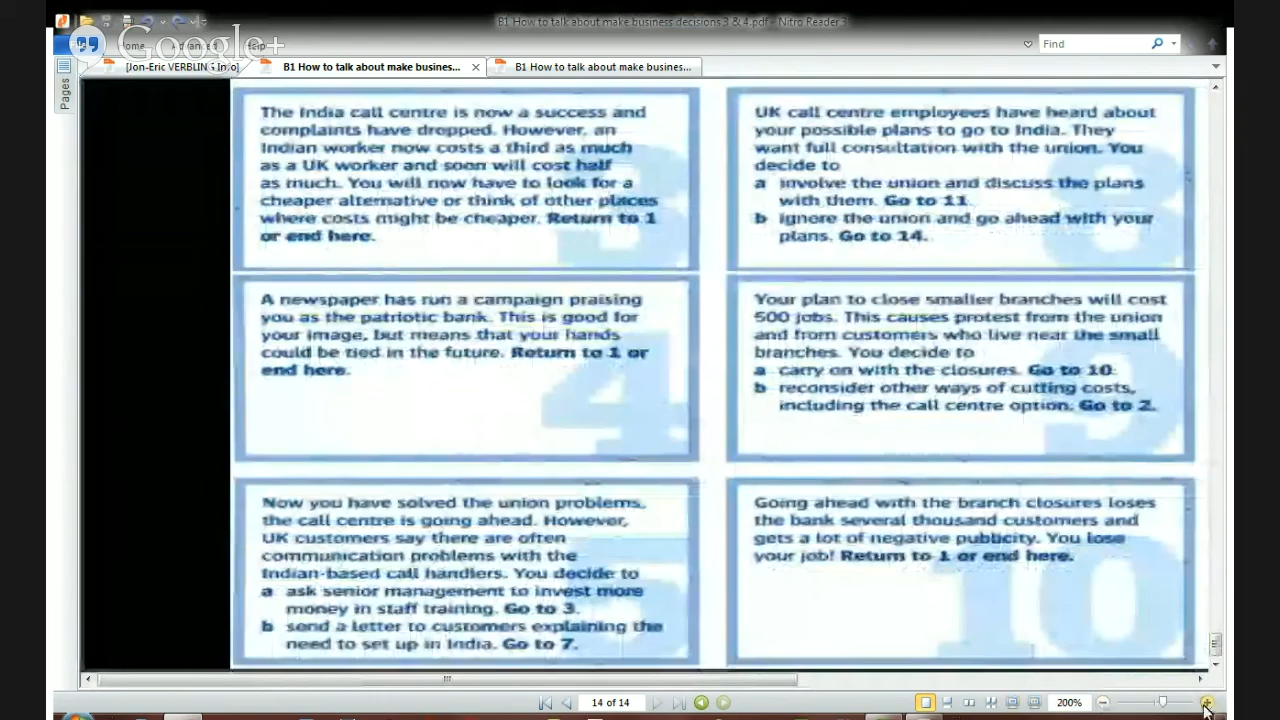 B1 How to talk about make business decisions 3 & 4.pdf - Nitro Reader 3
Google+
Help
Find
[Jon-Eric VERBLING Info]
B1 How to talk about make busines...
B1 How to talk about make busines...
Pages
The India call centre is now a success and
complaints have dropped. However, an
Indian worker now costs a third as much
as a UK worker and soon will cost half
as much. You will now have to look for a
cheaper alternative or think of other places
where costs might be cheaper. Return to 1
or end here.
3
UK call centre employees have heard about
your possible plans to go to India. They
want full consultation with the union. You
decide to
a involve the union and discuss the plans
with them. Go to 11.
b ignore the union and go ahead with your
plans. Go to 14.
8
A newspaper has run a campaign praising
you as the patriotic bank. This is good for
your image, but means that your hands
could be tied in the future. Return to 1 or
end here.
4
Your plan to close smaller branches will cost
500 jobs. This causes protest from the union
and from customers who live near the small
branches. You decide to
a carry on with the closures. Go to 10.
b reconsider other ways of cutting costs,
including the call centre option. Go to 2.
9
Now you have solved the union problems,
the call centre is going ahead. However,
UK customers say there are often
communication problems with the
Indian-based call handlers. You decide to
a ask senior management to invest more
money in staff training. Go to 3.
b send a letter to customers explaining the
need to set up in India. Go to 7.
5
Going ahead with the branch closures loses
the bank several thousand customers and
gets a lot of negative publicity. You lose
your job! Return to 1 or end here.
10
14 of 14
200%